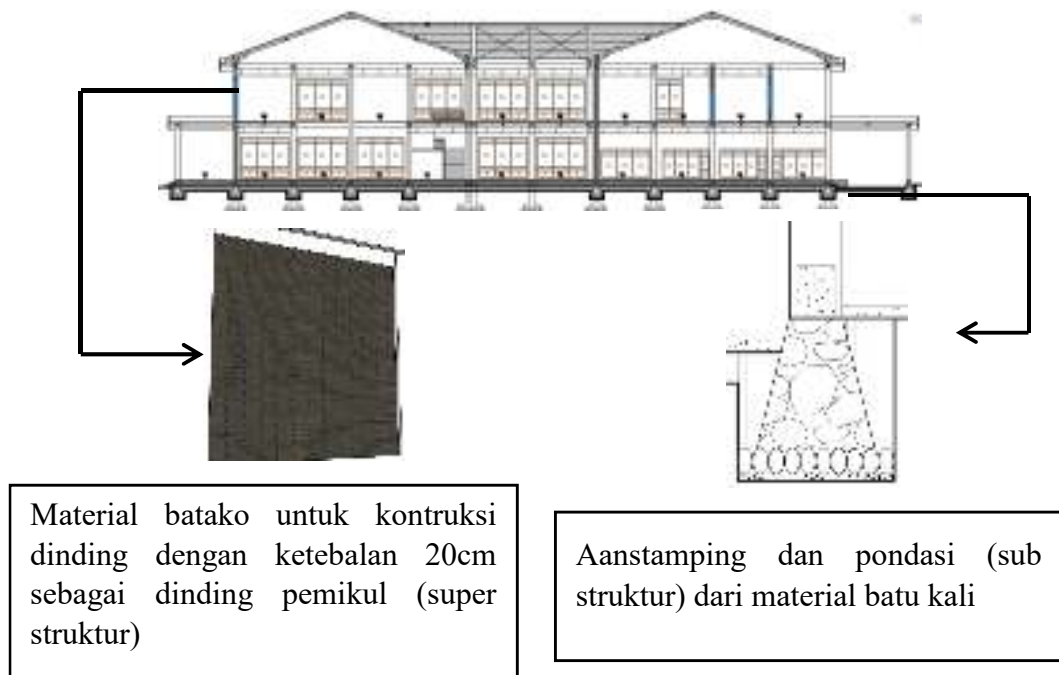 Material batako untuk kontruksi
dinding dengan ketebalan 20cm
sebagai dinding pemikul (super
struktur)
Aanstamping dan pondasi (sub
struktur) dari material batu kali